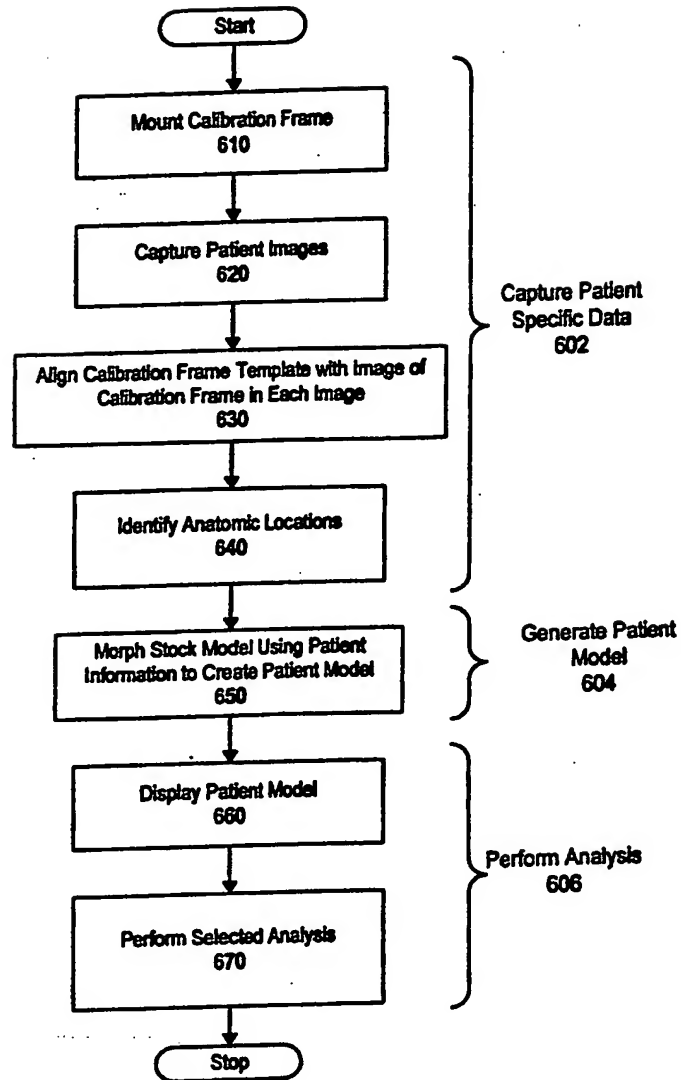 Start
Mount Calibration Frame
610
Capture Patient Images
620
Align Calibration Frame Template with Image of
Calibration Frame in Each Image
630
Identify Anatomic Locations
640
Capture Patient
Specific Data
602
Morph Stock Model Using Patient
Information to Create Patient Model
650
Generate Patient
Model
604
Display Patient Model
660
Perform Selected Analysis
670
Perform Analysis
606
Stop